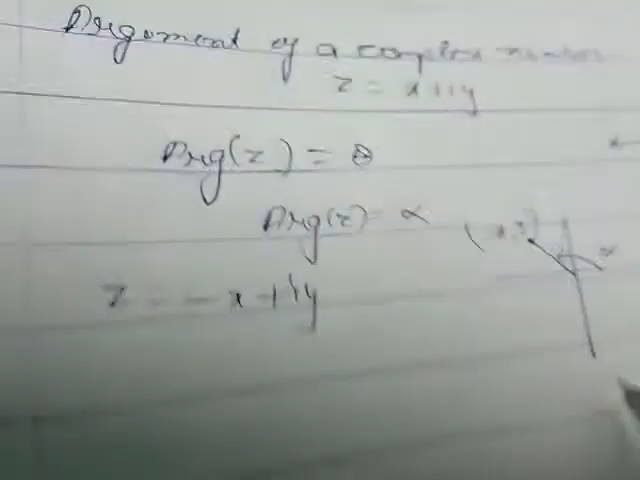 Argument of a complex number
z = x + iy
Arg(z) = θ
Arg(z) = α
z = -x + iy
α